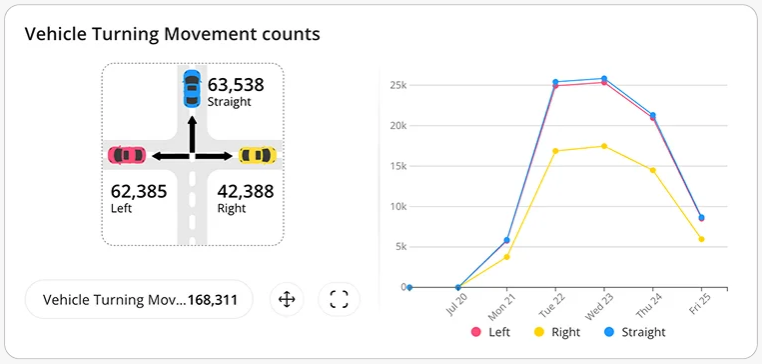 Vehicle Turning Movement counts
63,538
Straight
62,385
Left
42,388
Right
Vehicle Turning Mov...168,311
25k
20k
15k
10k
5k
0
Jul 20
Mon 21
Tue 22
Wed 23
Thu 24
Fri 25
Left
Right
Straight